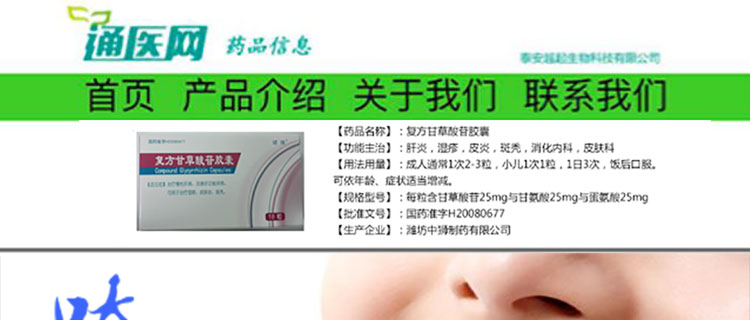 通医网 药品信息
泰安越起生物科技有限公司
首页 产品介绍 关于我们 联系我们
【药品名称】：复方甘草酸苷胶囊
【功能主治】：肝炎，湿疹，皮炎，斑秃，消化内科，皮肤科
【用法用量】：成人通常1次2-3粒，小儿1次1粒，1日3次，饭后口服。
可依年龄、症状适当增减。
【规格型号】：每粒含甘草酸苷25mg与甘氨酸25mg与蛋氨酸25mg
【批准文号】：国药准字H20080677
【生产企业】：潍坊中狮制药有限公司
复方甘草酸苷胶囊
Compound Glycyrrhizin Capsules